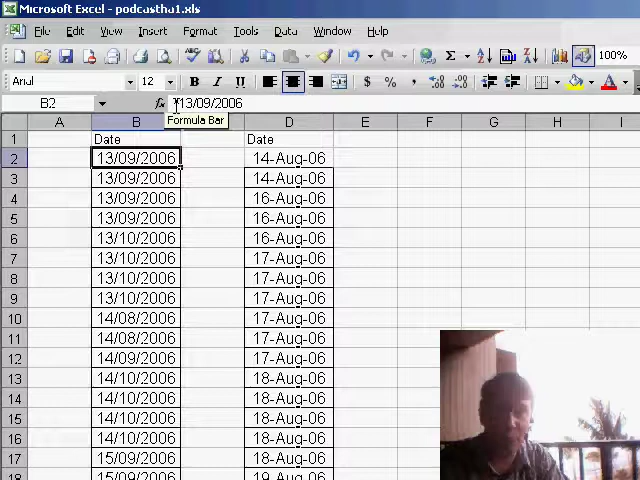 Microsoft Excel - podcastha1.xls
File Edit View Insert Format Tools Data Window Help
Σ 100%
Arial 12 B I U $ % ,
B2 fx 13/09/2006
Formula Bar
A B C D E F G H I
1 Date Date
2 13/09/2006 14-Aug-06
3 13/09/2006 14-Aug-06
4 13/09/2006 16-Aug-06
5 13/09/2006 16-Aug-06
6 13/10/2006 16-Aug-06
7 13/10/2006 17-Aug-06
8 13/10/2006 17-Aug-06
9 13/10/2006 17-Aug-06
10 14/08/2006 17-Aug-06
11 14/08/2006 17-Aug-06
12 14/09/2006 17-Aug-06
13 14/10/2006 18-Aug-06
14 14/10/2006 18-Aug-06
15 14/10/2006 18-Aug-06
16 14/10/2006 18-Aug-06
17 15/09/2006 18-Aug-06
18 15/09/2006 19-Aug-06